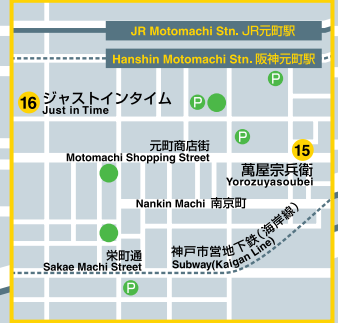 JR Motomachi Stn. JR元町駅
Hanshin Motomachi Stn. 阪神元町駅
P
16 ジャストインタイム
Just in Time
P
P
元町商店街
Motomachi Shopping Street
15
萬屋宗兵衛
Yorozuyasoubei
Nankin Machi 南京町
栄町通
Sakae Machi Street
神戸市営地下鉄(海岸線)
Subway(Kaigan Line)
P